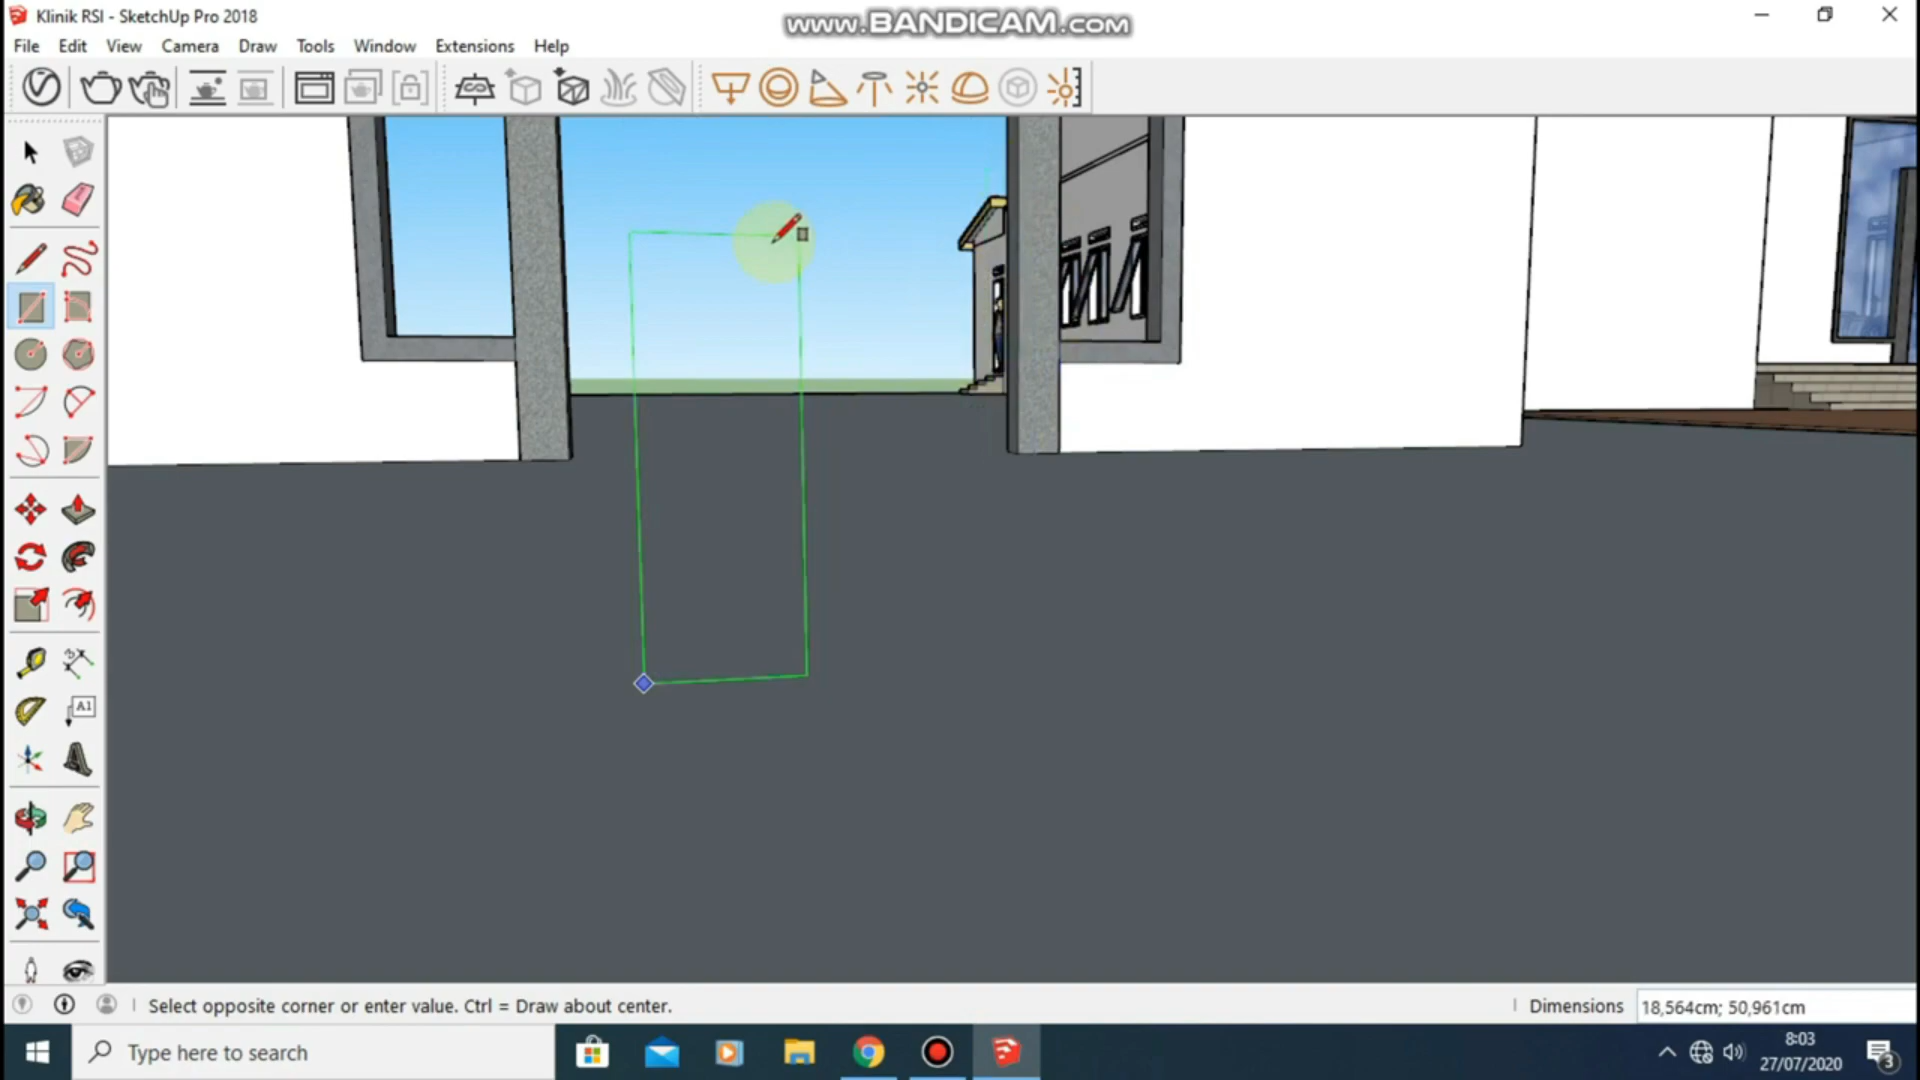 Klinik RSI - SketchUp Pro 2018
www.BANDICAM.com
File Edit View Camera Draw Tools Window Extensions Help
A1
Select opposite corner or enter value. Ctrl = Draw about center.
Dimensions 18,564cm; 50,961cm
Type here to search
8:03
27/07/2020
3